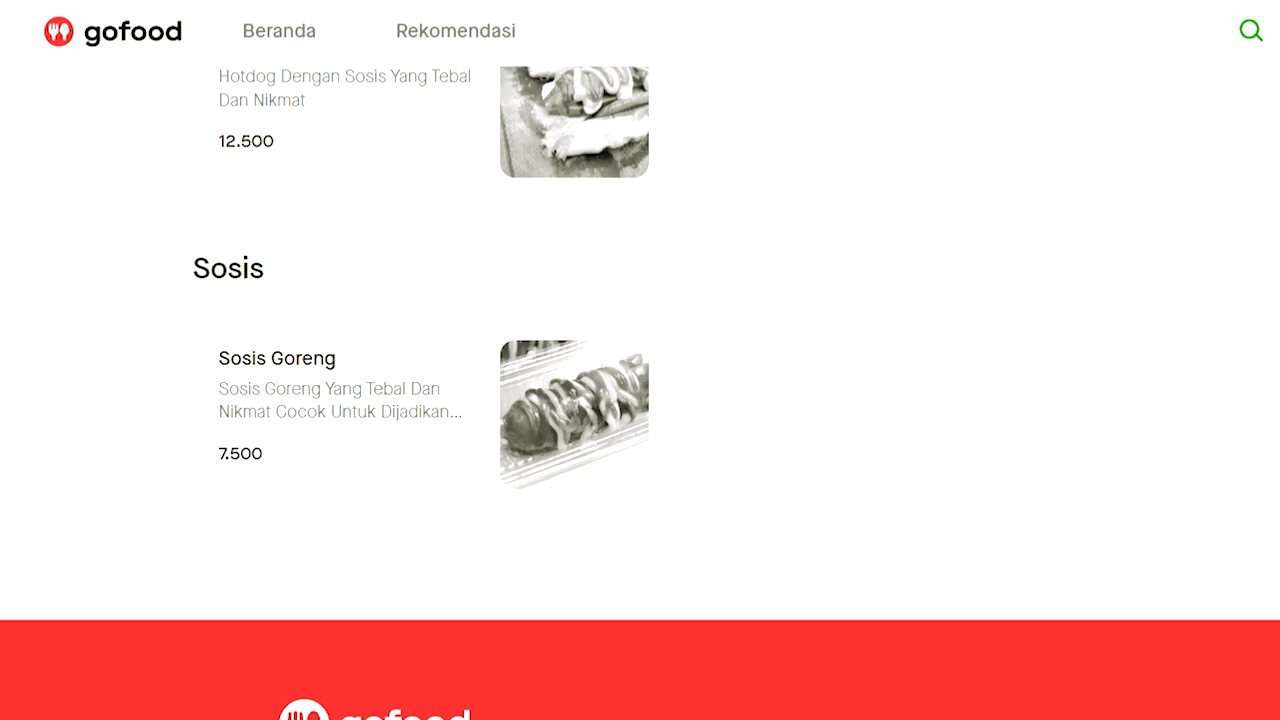 gofood
Beranda
Rekomendasi
Hotdog Dengan Sosis Yang Tebal
Dan Nikmat
12.500
Sosis
Sosis Goreng
Sosis Goreng Yang Tebal Dan
Nikmat Cocok Untuk Dijadikan...
7.500
gofood